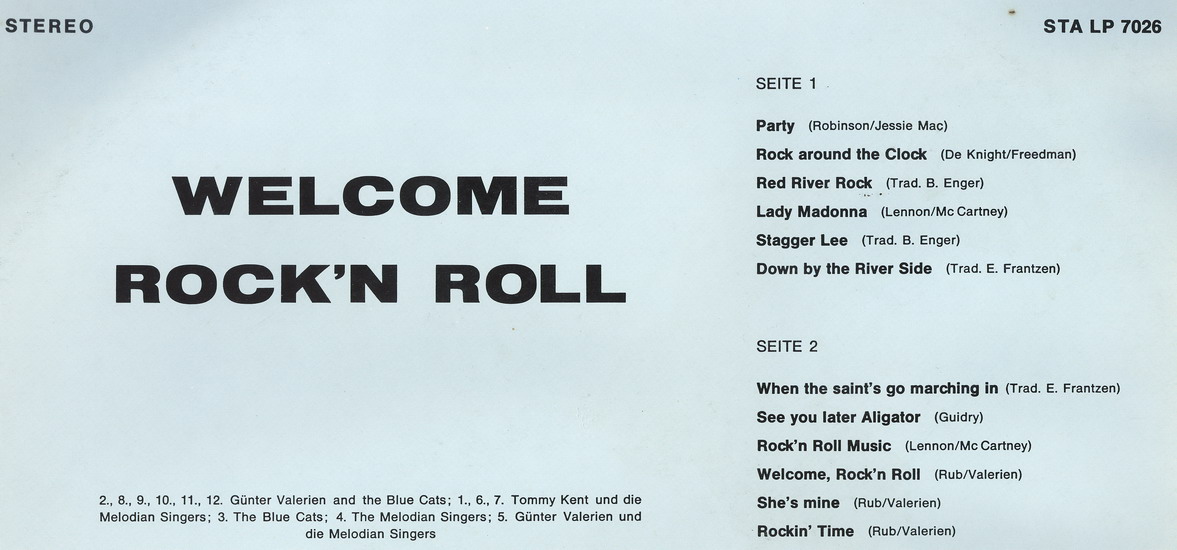 STEREO
STA LP 7026
WELCOME
ROCK'N ROLL
2., 8., 9., 10., 11., 12. Günter Valerien and the Blue Cats; 1., 6., 7. Tommy Kent und die
Melodian Singers; 3. The Blue Cats; 4. The Melodian Singers; 5. Günter Valerien und
die Melodian Singers
SEITE 1
Party (Robinson/Jessie Mac)
Rock around the Clock (De Knight/Freedman)
Red River Rock (Trad. B. Enger)
Lady Madonna (Lennon/Mc Cartney)
Stagger Lee (Trad. B. Enger)
Down by the River Side (Trad. E. Frantzen)
SEITE 2
When the saint's go marching in (Trad. E. Frantzen)
See you later Aligator (Guidry)
Rock'n Roll Music (Lennon/Mc Cartney)
Welcome, Rock'n Roll (Rub/Valerien)
She's mine (Rub/Valerien)
Rockin' Time (Rub/Valerien)